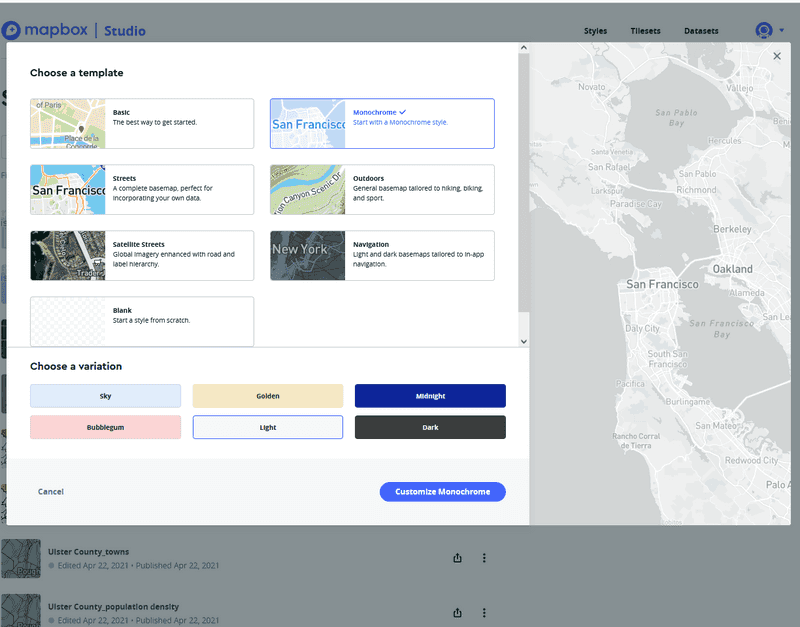 mapbox | Studio
Styles
Tilesets
Datasets
Choose a template
of Paris
Place de la
Concorde
Basic
The best way to get started.
San Francisco
Monochrome
Start with a Monochrome style.
San Francisco
Streets
A complete basemap, perfect for
incorporating your own data.
Canyon Scenic Dr
Outdoors
General basemap tailored to hiking, biking,
and sport.
Satellite Streets
Global imagery enhanced with road and
label hierarchy.
New York
Navigation
Light and dark basemaps tailored to in-app
navigation.
Blank
Start a style from scratch.
Choose a variation
Sky
Golden
Midnight
Bubblegum
Light
Dark
Cancel
Customize Monochrome
Novato
Vallejo
San Pablo
Bay
Hercules
Santa Venetia
San Rafael
San Pablo
Larkspur
Richmond
Paradise Cay
Berkeley
Oakland
San Francisco
Alameda
San Le
Daly City
San Francisco
Bay
South San
Francisco
Pacifica
Burlingame
San Mateo
Rancho Corral
de Tierra
Redwood City
Palo A
Ulster County_towns
Edited Apr 22, 2021 • Published Apr 22, 2021
Ulster County_population density
Edited Apr 22, 2021 • Published Apr 22, 2021